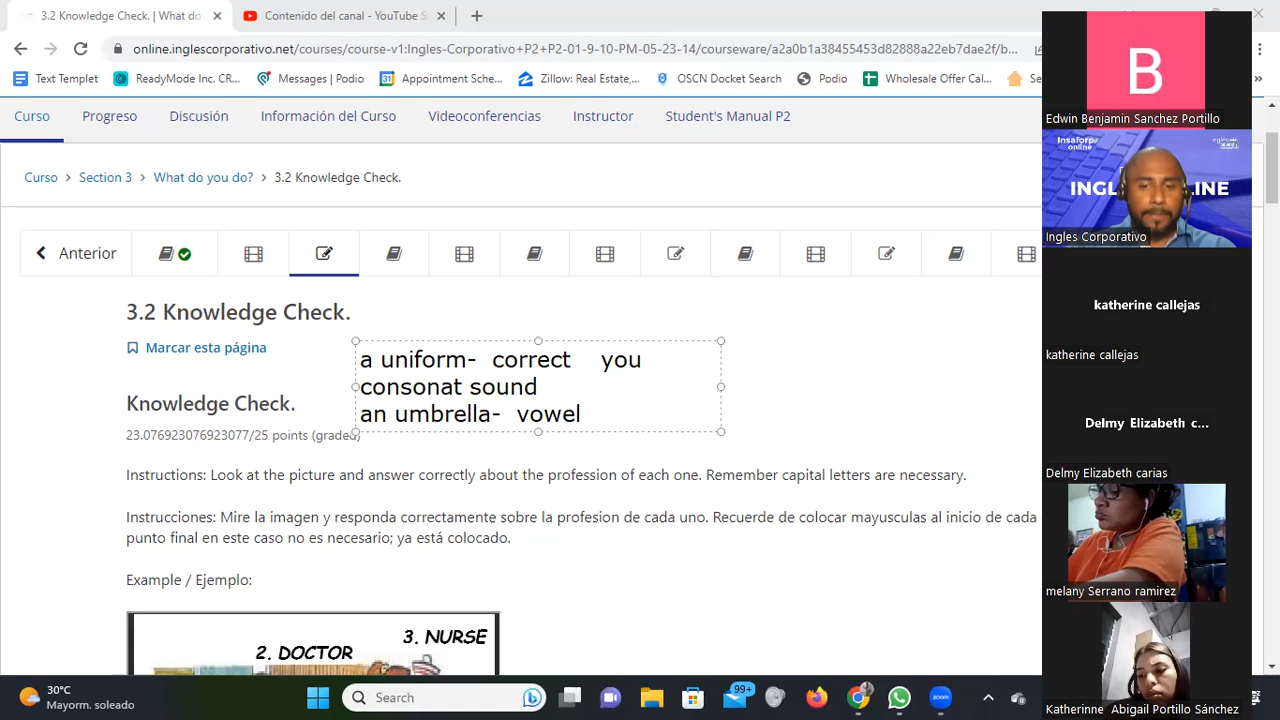 3.2 Knowledge Check. | What do
Contenido del canal - YouTube S
online.inglescorporativo.net/courses/course-v1:Ingles-Corporativo+P2+P2-01-9-10-PM-05-23-14/courseware/a2a0b1a38455453d82888a22eb7dae2f/b...
Text Templet
ReadyMode Inc. CR...
Messages | Podio
Appoinment Sche...
Zillow: Real Estate,...
OSCN Docket Search
Podio
Wholesale Offer Cal...
Se
Curso
Progreso
Discusión
Información del Curso
Videoconferencias
Instructor
Student's Manual P2
Curso > Section 3 > What do you do? > 3.2 Knowledge Check.
Anterior
3.2 Knowledge Check.
Marcar esta página
a uniform- correct you
consonat sound
an umbrella- vowel
Knowledge Check.
23.076923076923077/25 points (graded)
Instructions: Look at the picture and answer correctly about the profession of each one. Remember capital letters are necessary.
Instrucciones: Mire la imagen y responda correctamente sobre la profesion de cada uno. Recuerde de colocar mayusculas al inicio de cada
punto final en este caso no es necesario; ya está colocado.
Example / Ejemplo:
3. NURSE
2. DOCTOR
B
Edwin Benjamin Sanchez Portillo
Insaforp
online
INGL LINE
Ingles Corporativo
katherine callejas
katherine callejas
Delmy Elizabeth c...
Delmy Elizabeth carias
melany Serrano ramirez
Katherinne Abigail Portillo Sánchez
30°C
Mayorm. soleado
Search
99+
zoom